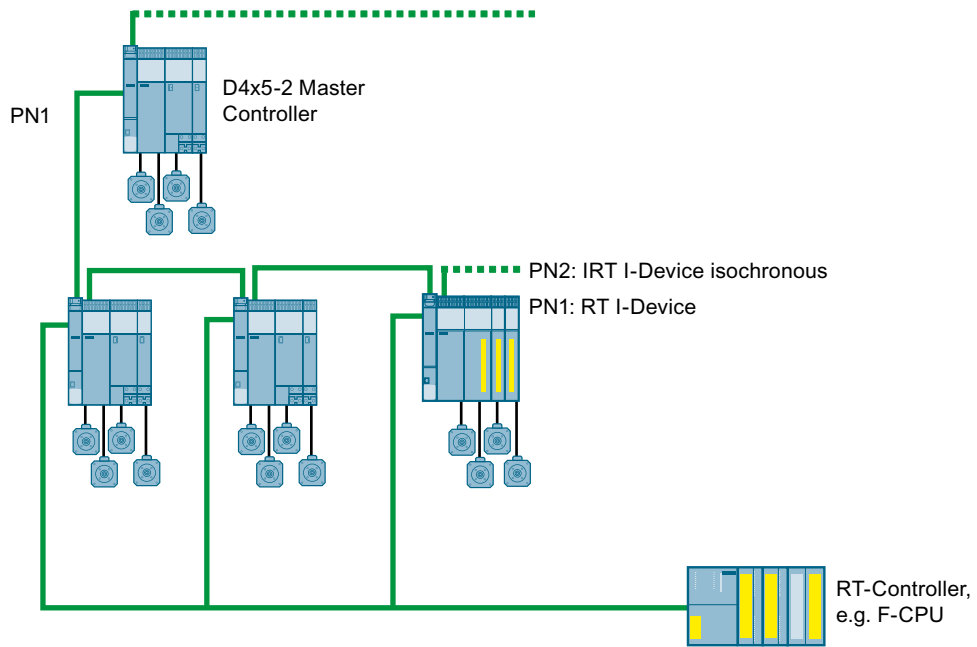 D4x5-2 Master
Controller
PN1
PN2: IRT I-Device isochronous
PN1: RT I-Device
RT-Controller,
e.g. F-CPU